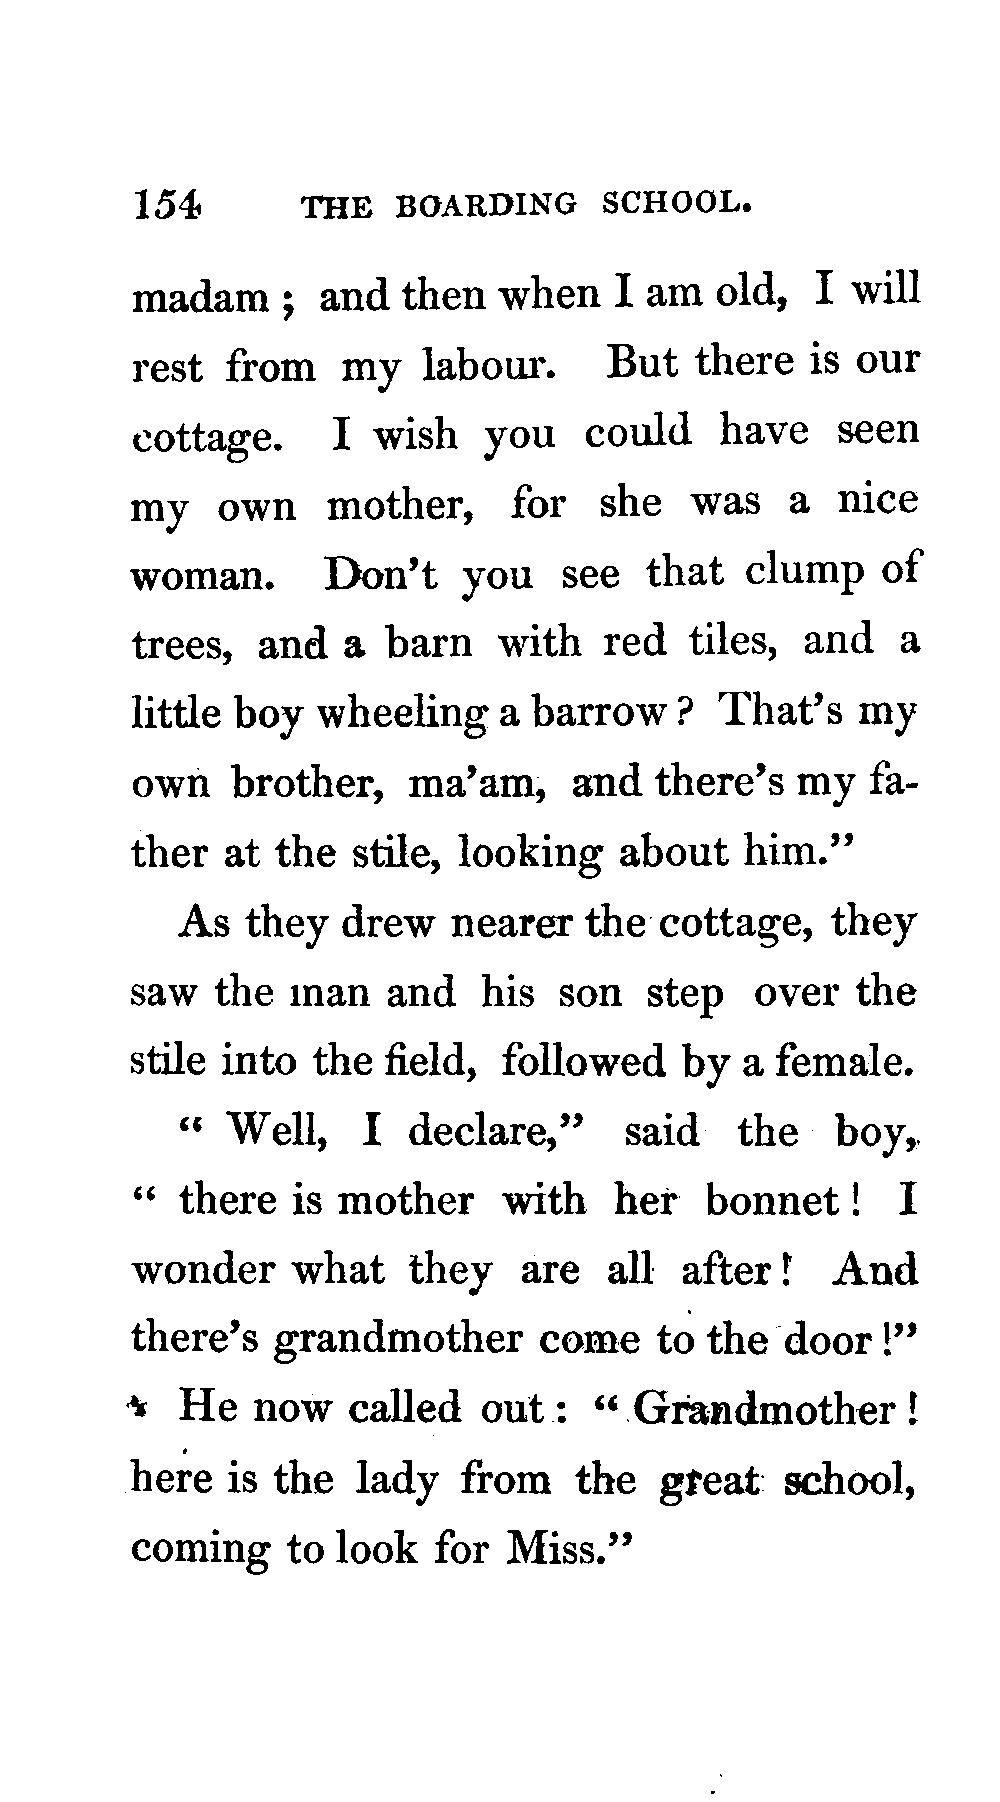 154 THE BOARDING SCHOOL.
madam ; and then when I am old, I will
rest from my labour. But there is our
cottage. I wish you could have seen
my own mother, for she was a nice
woman. Don't you see that clump of
trees, and a barn with red tiles, and a
little boy wheeling a barrow ? That's my
own brother, ma'am, and there's my fa-
ther at the stile, looking about him."
As they drew nearer the cottage, they
saw the man and his son step over the
stile into the field, followed by a female.
" Well, I declare," said the boy,
" there is mother with her bonnet ! I
wonder what they are all after ! And
there's grandmother come to the door !"
He now called out : " Grandmother !
here is the lady from the great school,
coming to look for Miss."